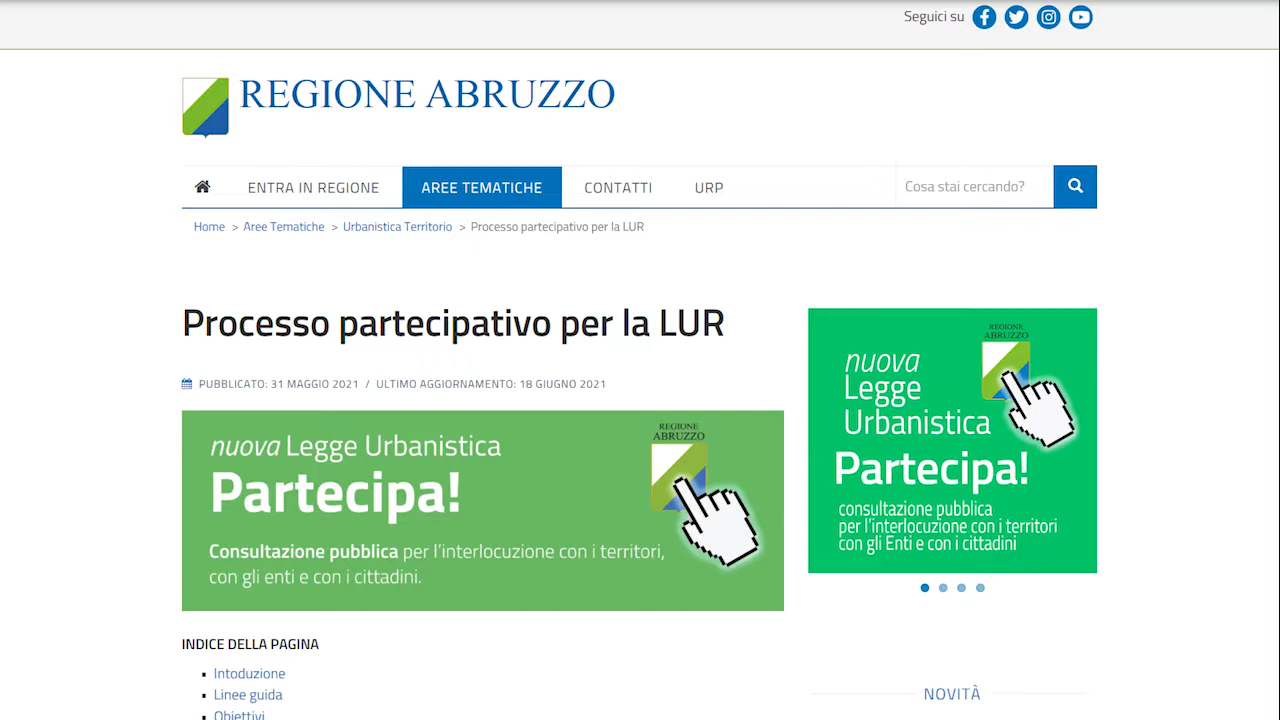 Seguici su
REGIONE ABRUZZO
ENTRA IN REGIONE
AREE TEMATICHE
CONTATTI
URP
Cosa stai cercando?
Home > Aree Tematiche > Urbanistica Territorio > Processo partecipativo per la LUR
Processo partecipativo per la LUR
PUBBLICATO: 31 MAGGIO 2021 / ULTIMO AGGIORNAMENTO: 18 GIUGNO 2021
nuova Legge Urbanistica
Partecipa!
Consultazione pubblica per l'interlocuzione con i territori,
con gli enti e con i cittadini.
REGIONE
ABRUZZO
INDICE DELLA PAGINA
Intoduzione
Linee guida
Obiettivi
REGIONE
ABRUZZO
nuova
Legge
Urbanistica
Partecipa!
consultazione pubblica
per l'interlocuzione con i territori
con gli Enti e con i cittadini
NOVITÀ